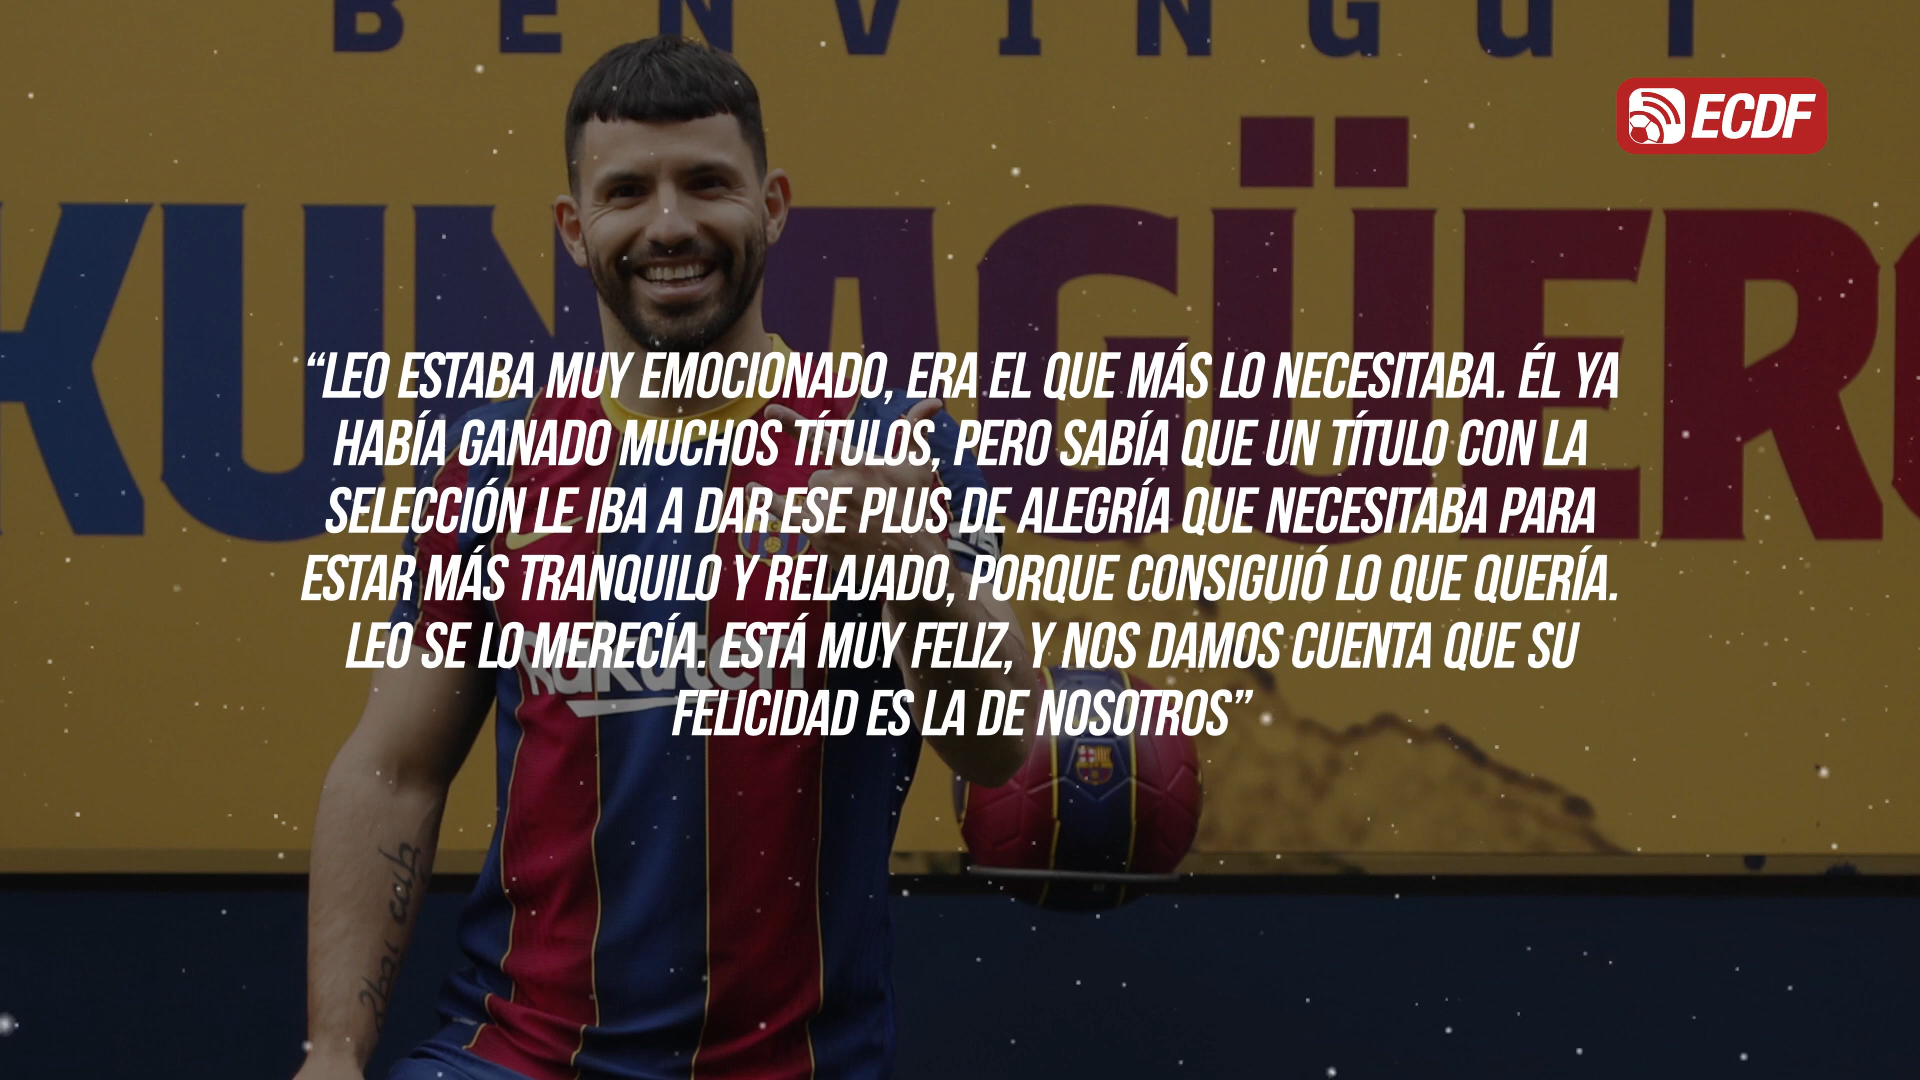 BENVINGUT
ECDF
KUN AGÜERO
“LEO ESTABA MUY EMOCIONADO, ERA EL QUE MÁS LO NECESITABA. ÉL YA
HABÍA GANADO MUCHOS TÍTULOS, PERO SABÍA QUE UN TÍTULO CON LA
SELECCIÓN LE IBA A DAR ESE PLUS DE ALEGRÍA QUE NECESITABA PARA
ESTAR MÁS TRANQUILO Y RELAJADO, PORQUE CONSIGUIÓ LO QUE QUERÍA.
LEO SE LO MERECÍA. ESTÁ MUY FELIZ, Y NOS DAMOS CUENTA QUE SU
FELICIDAD ES LA DE NOSOTROS”
Rakuten